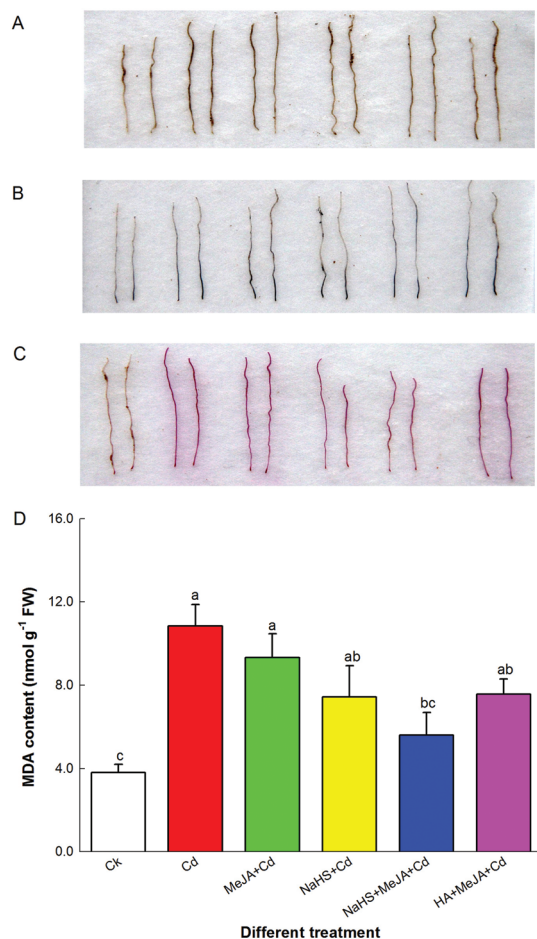 A
B
C
D
16.0
12.0
8.0
4.0
0.0
MDA content (nmol g-1 FW)
c
a
a
ab
bc
ab
Ck
Cd
MeJA+Cd
NaHS+Cd
NaHS+MeJA+Cd
HA+MeJA+Cd
Different treatment